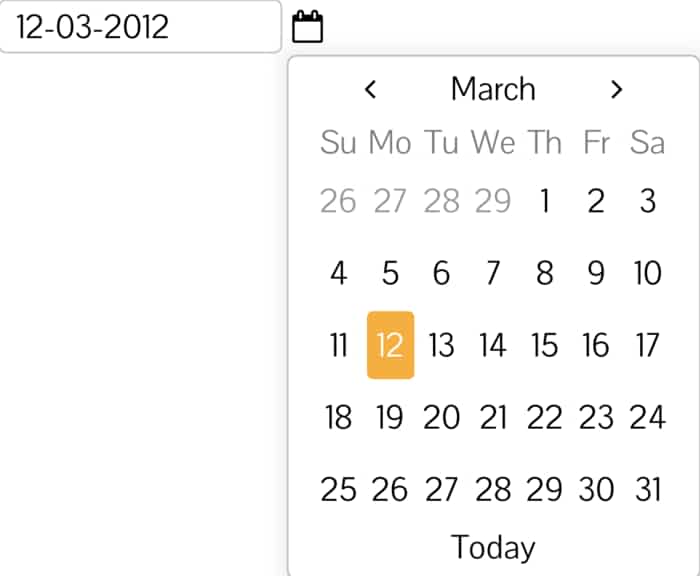 12-03-2012
March
Su Mo Tu We Th Fr Sa
26 27 28 29 1 2 3
4 5 6 7 8 9 10
11 12 13 14 15 16 17
18 19 20 21 22 23 24
25 26 27 28 29 30 31
Today